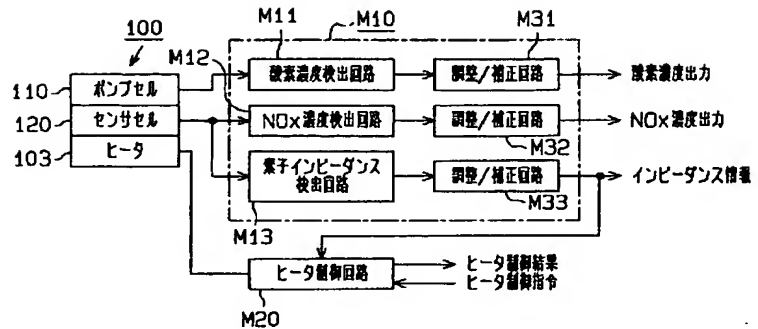 100
M10
M11
M31
M12
110
ポンプセル
酸素濃度検出回路
調整/補正回路
酸素濃度出力
120
センサセル
NOx濃度検出回路
調整/補正回路
NOx濃度出力
103
ヒータ
M32
素子インピーダンス
検出回路
調整/補正回路
インピーダンス情報
M13
M33
ヒータ制御回路
ヒータ制御結果
ヒータ制御指令
M20